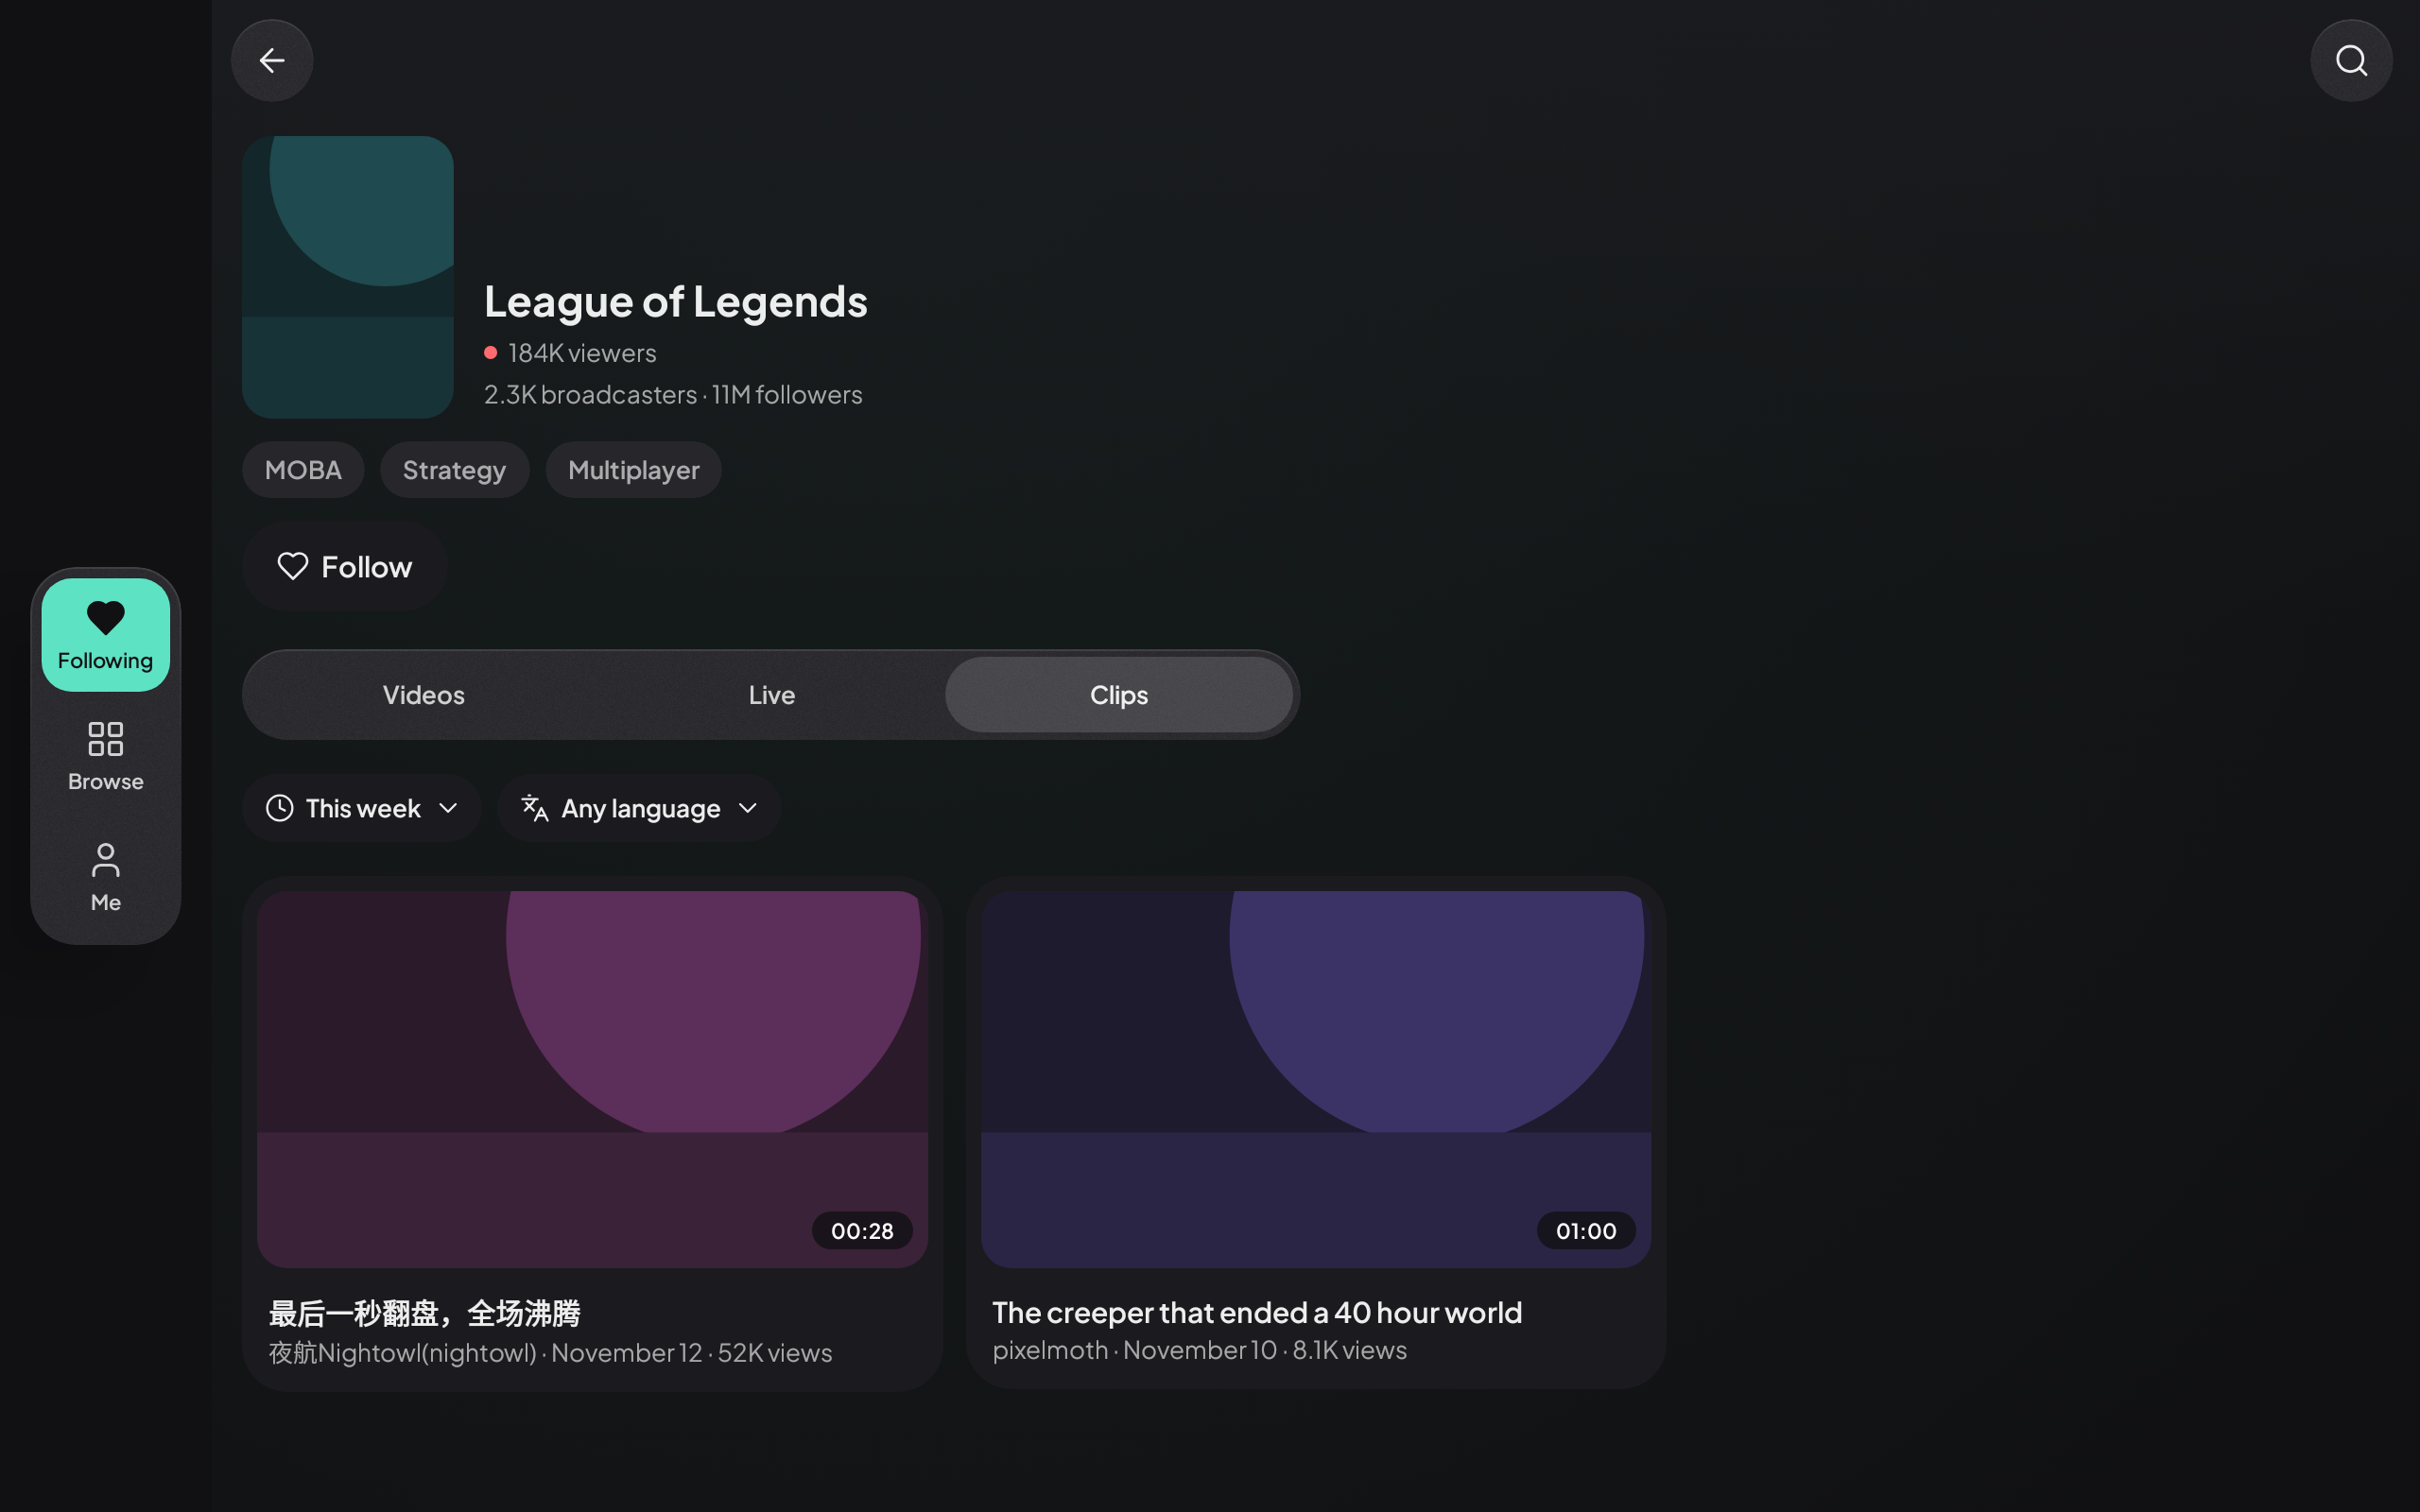 League of Legends
184K viewers
2.3K broadcasters · 11M followers
MOBA
Strategy
Multiplayer
Follow
Following
Browse
Me
Videos
Live
Clips
This week
Any language
00:28
最后一秒翻盘，全场沸腾
夜航Nightowl(nightowl) · November 12 · 52K views
01:00
The creeper that ended a 40 hour world
pixelmoth · November 10 · 8.1K views